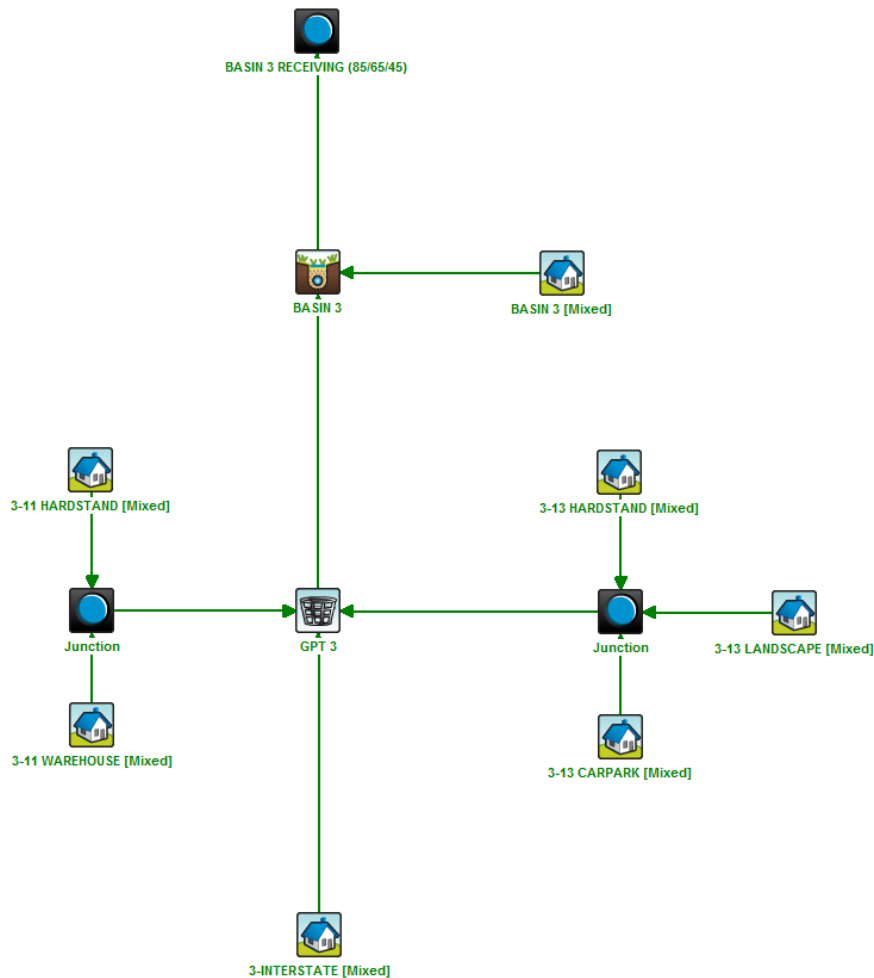 BASIN 3 RECEIVING (85/65/45)
BASIN 3
BASIN 3 [Mixed]
3-11 HARDSTAND [Mixed]
3-13 HARDSTAND [Mixed]
Junction
GPT 3
Junction
3-13 LANDSCAPE [Mixed]
3-11 WAREHOUSE [Mixed]
3-13 CARPARK [Mixed]
3-INTERSTATE [Mixed]